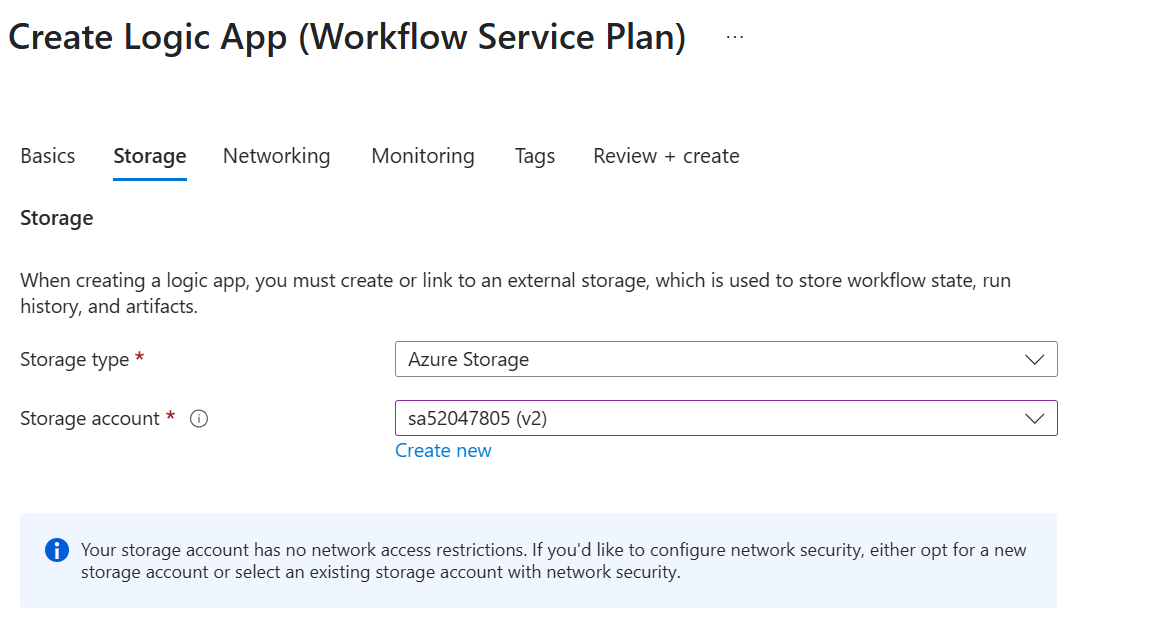 Create Logic App (Workflow Service Plan) ...
Basics Storage Networking Monitoring Tags Review + create
Storage
When creating a logic app, you must create or link to an external storage, which is used to store workflow state, run
history, and artifacts.
Storage type * Azure Storage
Storage account * sa52047805 (v2)
Create new
Your storage account has no network access restrictions. If you'd like to configure network security, either opt for a new
storage account or select an existing storage account with network security.